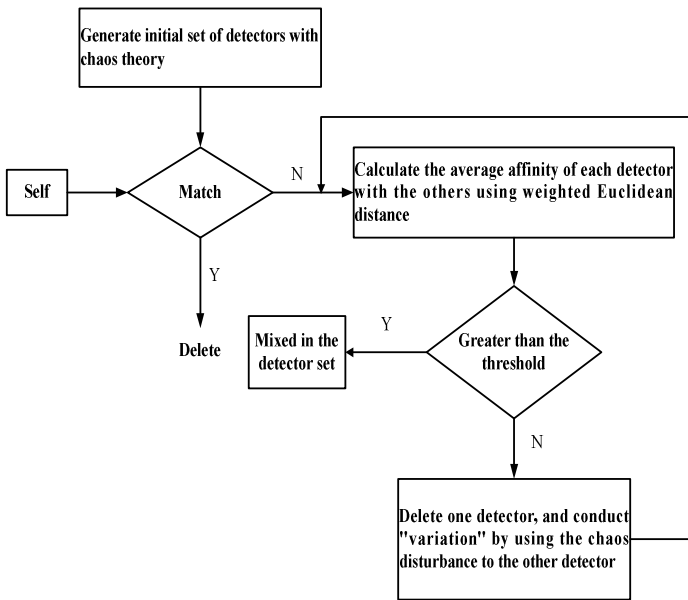 Generate initial set of detectors with
chaos theory
Self
Match
N
Calculate the average affinity of each detector
with the others using weighted Euclidean
distance
Y
Delete
Mixed in the
detector set
Y
Greater than the
threshold
N
Delete one detector, and conduct
"variation" by using the chaos
disturbance to the other detector